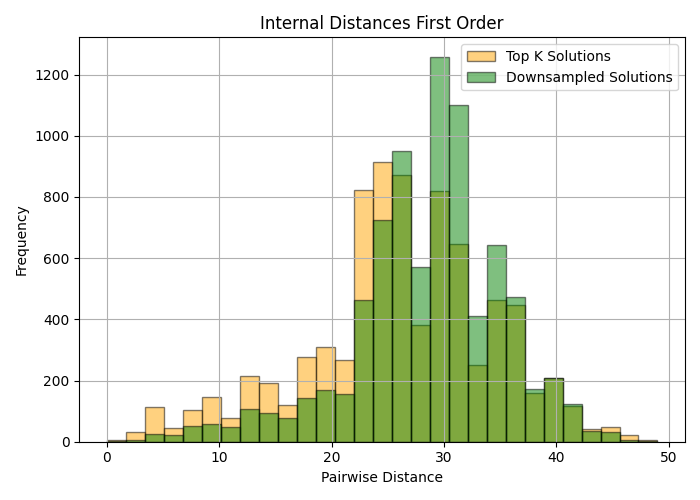 Internal Distances First Order
Top K Solutions
Downsampled Solutions
Frequency
1200
1000
800
600
400
200
0
0 10 20 30 40 50
Pairwise Distance